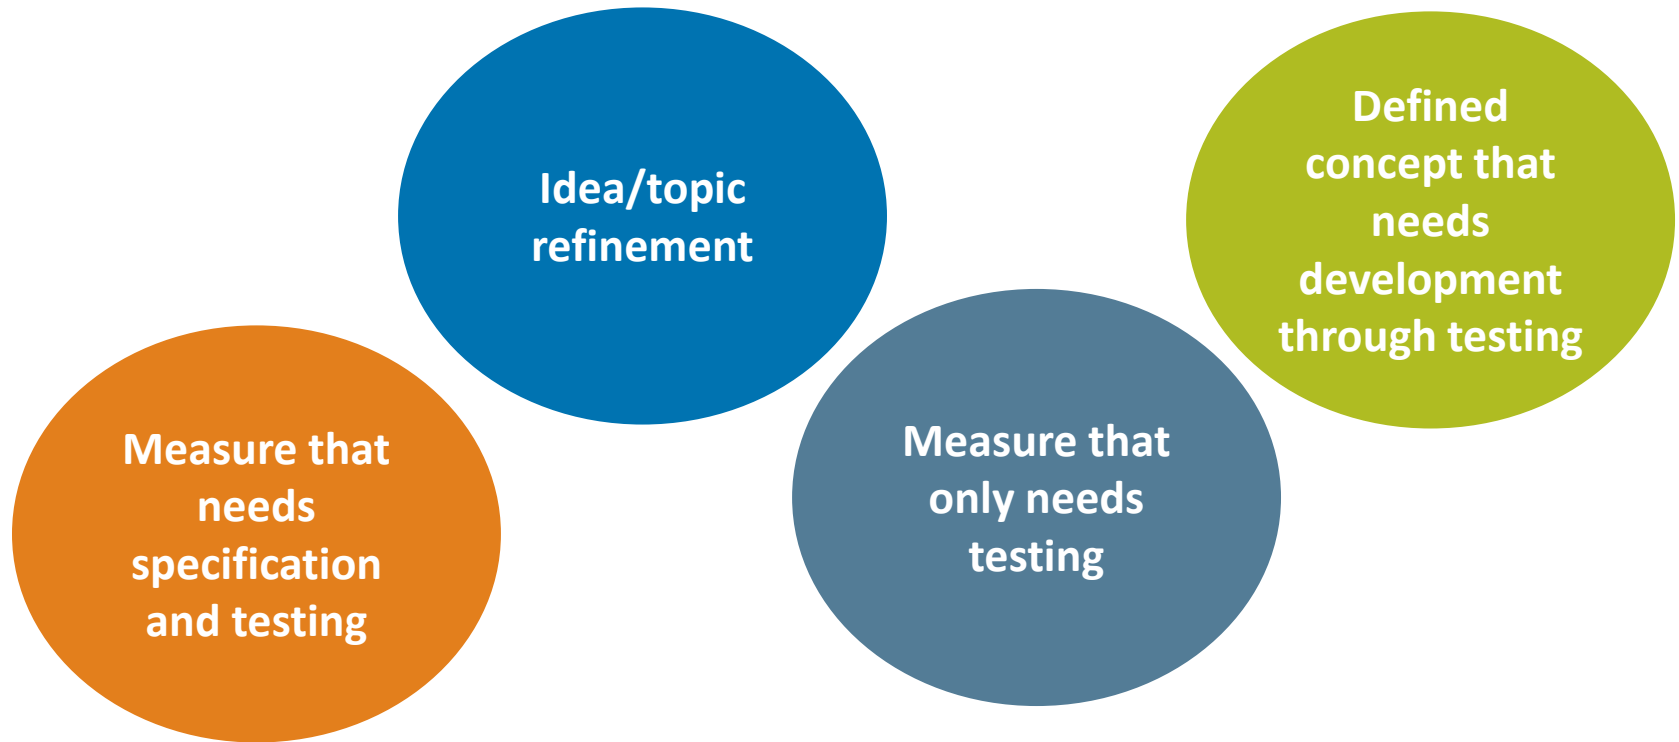 Measure that
needs
specification
and testing
Idea/topic
refinement
Measure that
only needs
testing
Defined
concept that
needs
development
through testing